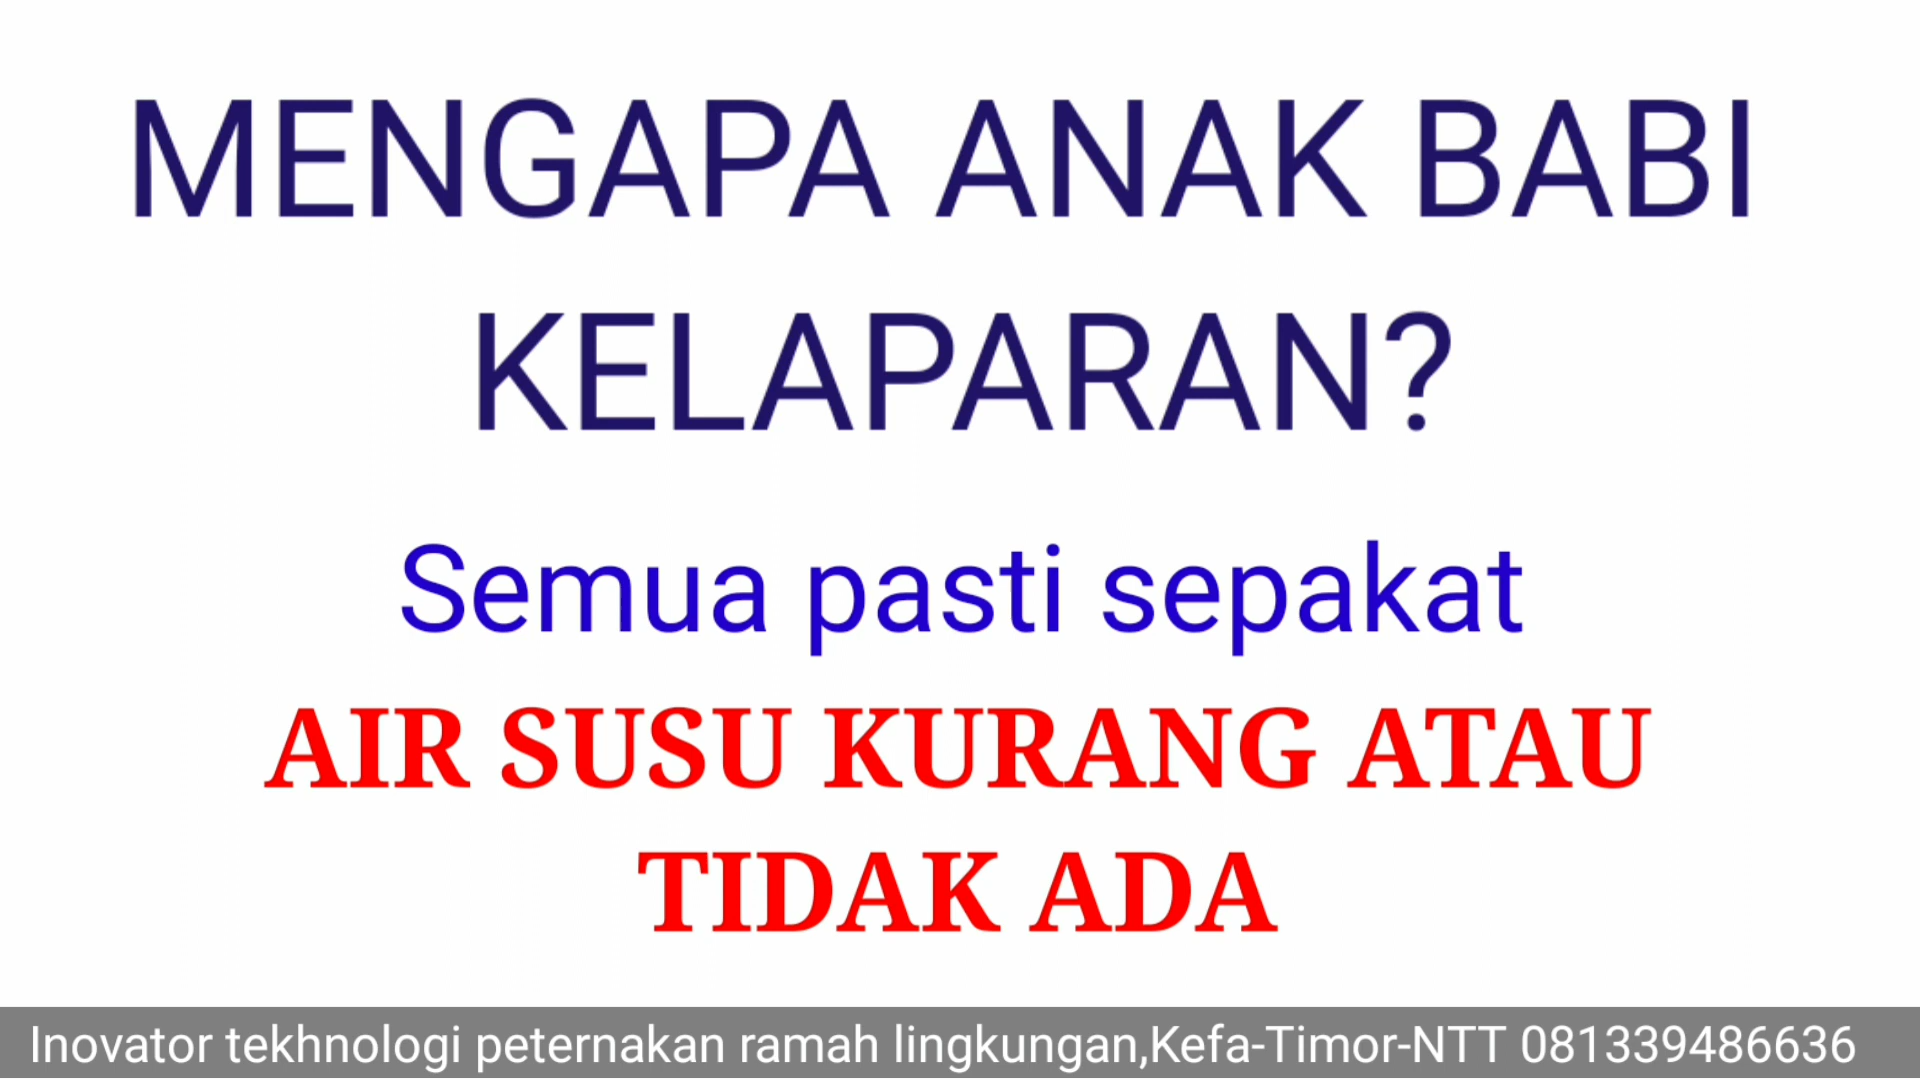 MENGAPA ANAK BABI
KELAPARAN?
Semua pasti sepakat
AIR SUSU KURANG ATAU
TIDAK ADA
Inovator tekhnologi peternakan ramah lingkungan,Kefa-Timor-NTT 081339486636